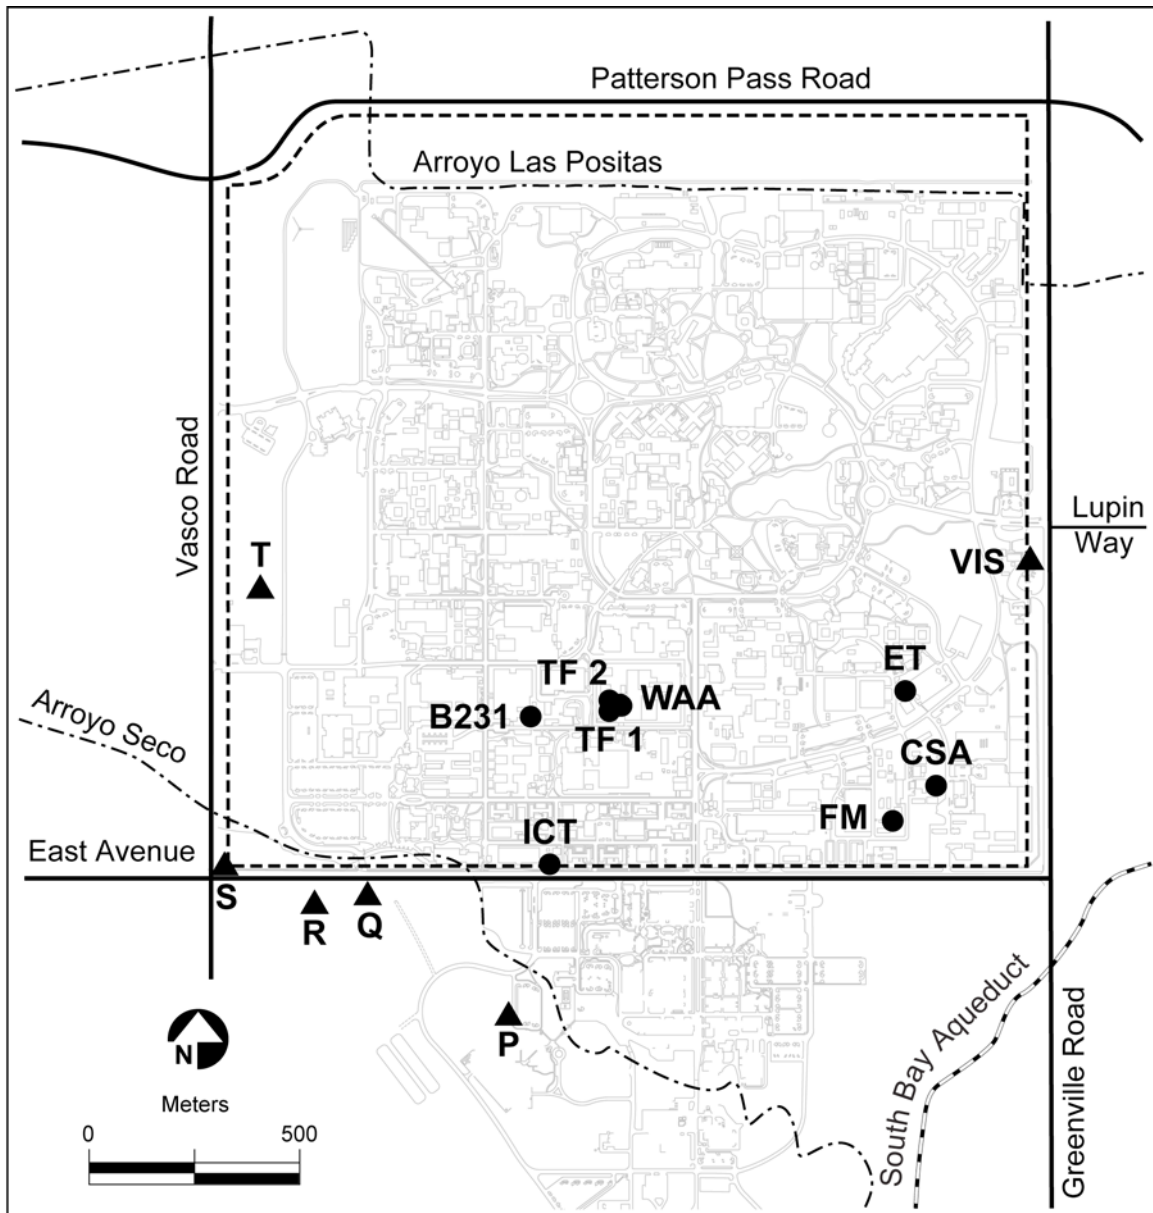 Patterson Pass Road
Arroyo Las Positas
Vasco Road
Lupin
Way
VIS
T
ET
TF 2
WAA
B231
TF 1
Arroyo Seco
CSA
FM
ICT
East Avenue
S
R
Q
P
South Bay Aqueduct
Greenville Road
N
Meters
0
500